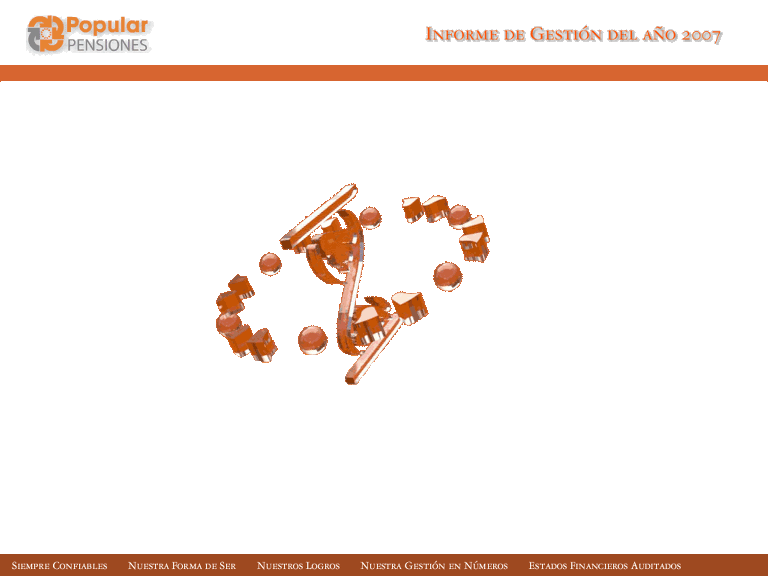 Popular
PENSIONES
Informe de Gestión del año 2007
Siempre Confiables Nuestra Forma de Ser Nuestros Logros Nuestra Gestión en Números Estados Financieros Auditados